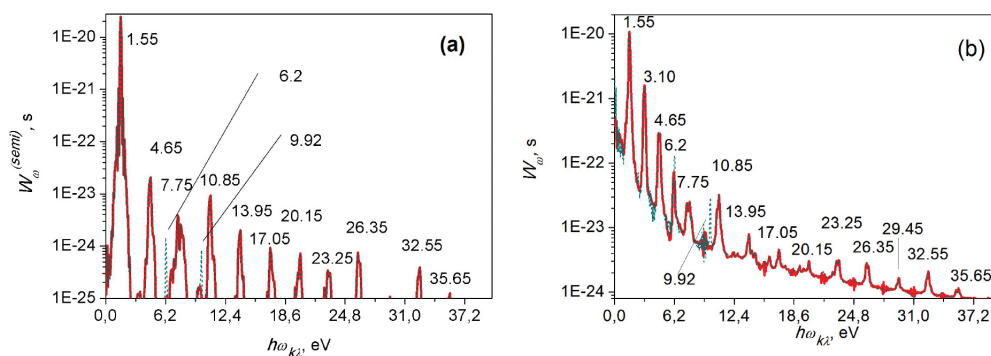 (a)
W_ω^(semi), s
1E-20
1E-21
1E-22
1E-23
1E-24
1E-25
1.55
6.2
9.92
4.65
7.75
10.85
13.95
17.05
20.15
23.25
26.35
32.55
35.65
0,0 6,2 12,4 18,6 24,8 31,0 37,2
hω_kλ, eV
(b)
W_ω, s
1E-20
1E-21
1E-22
1E-23
1E-24
1.55
3.10
4.65
6.2
7.75
10.85
9.92
13.95
17.05
20.15
23.25
26.35
29.45
32.55
35.65
0,0 6,2 12,4 18,6 24,8 31,0 37,2
hω_kλ, eV